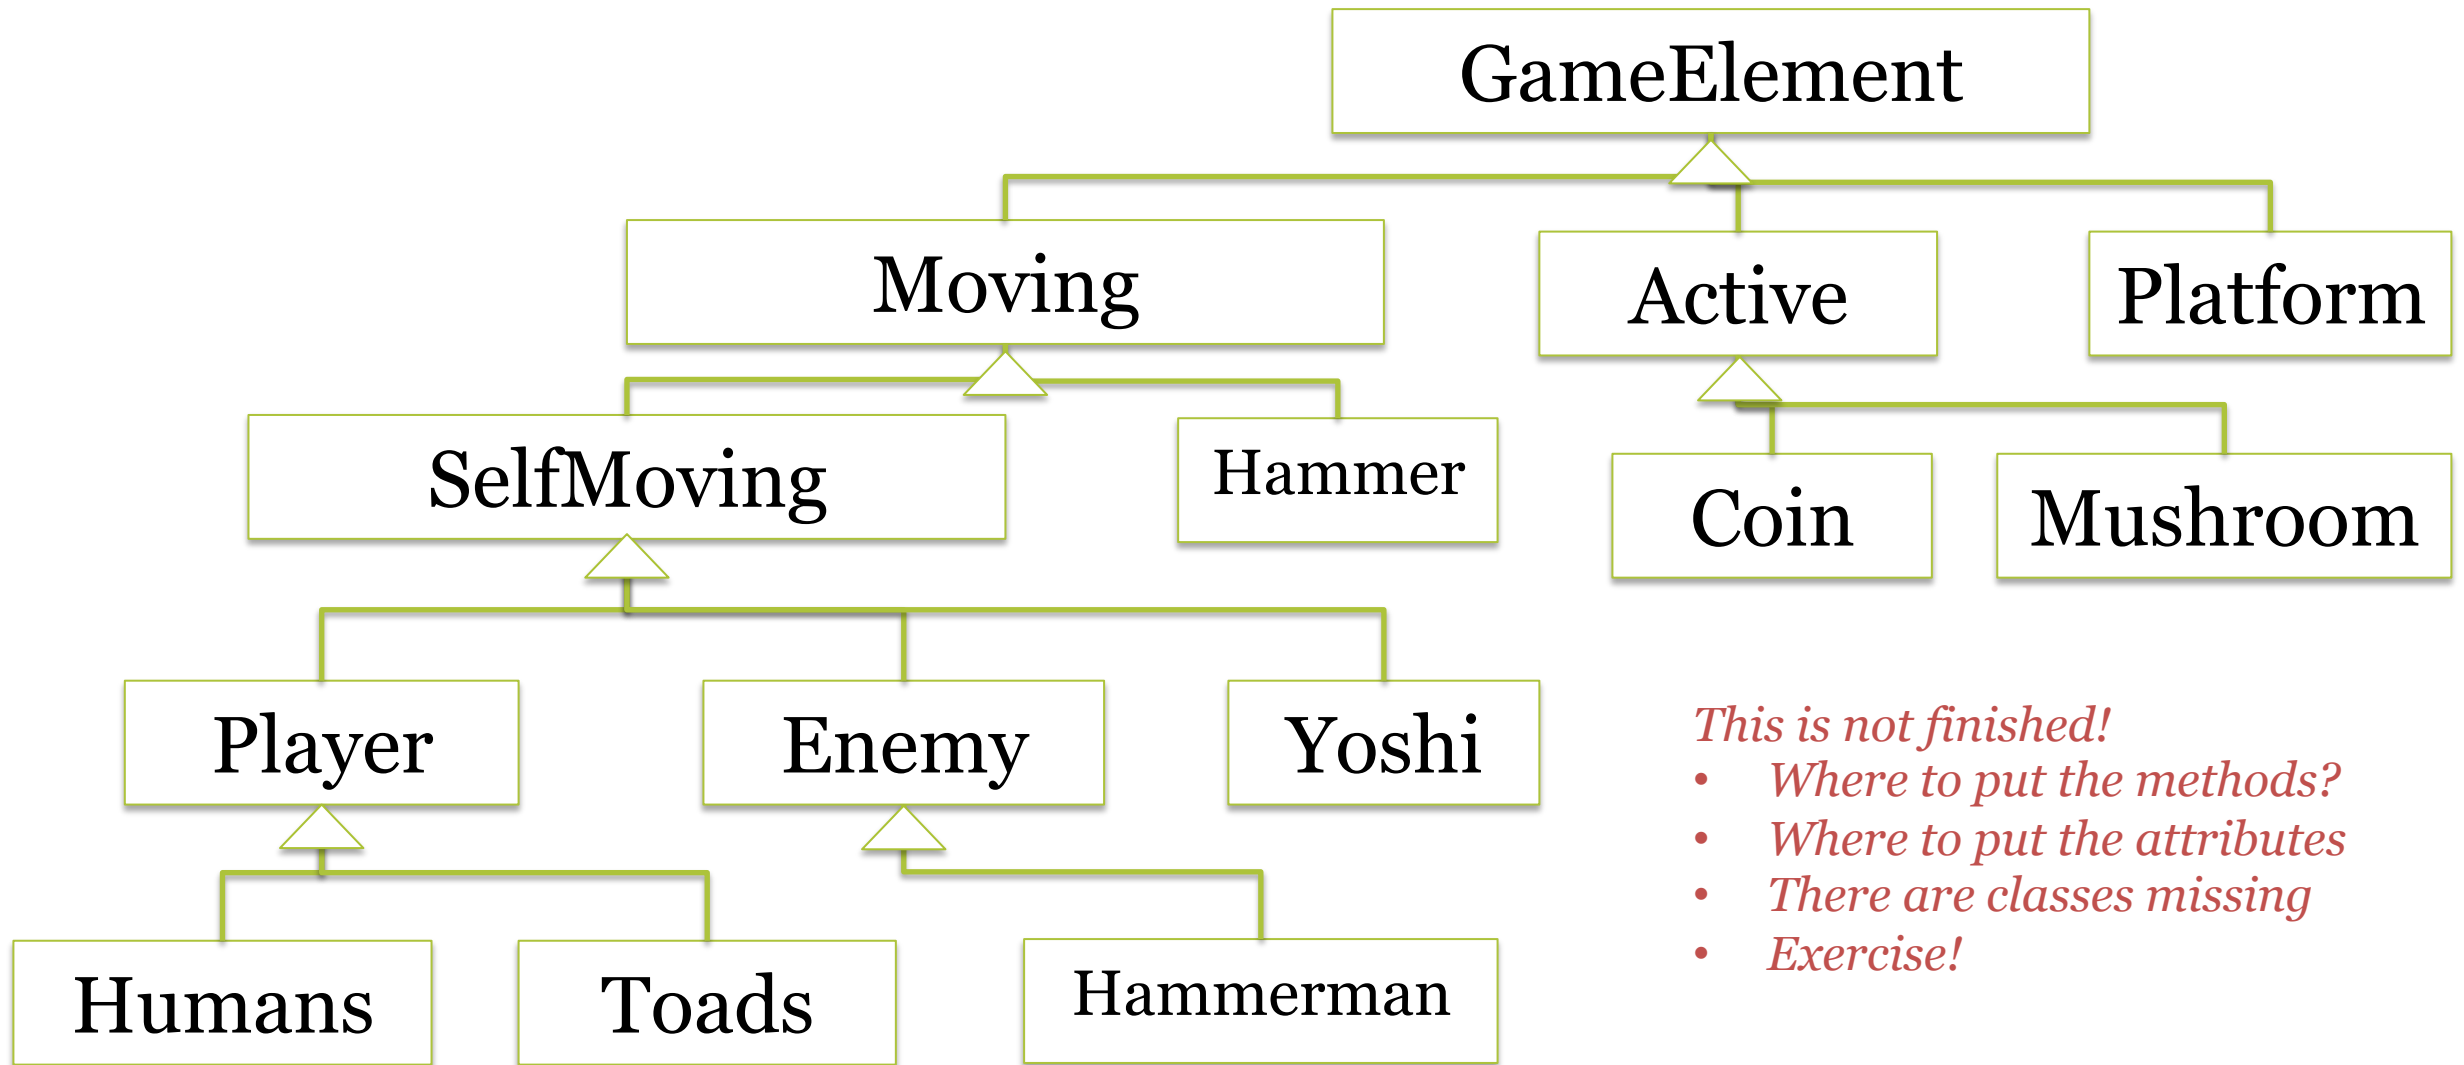 GameElement
Moving
Active
Platform
SelfMoving
Hammer
Coin
Mushroom
Player
Enemy
Yoshi
This is not finished!
• Where to put the methods?
• Where to put the attributes
• There are classes missing
• Exercise!
Humans
Toads
Hammerman